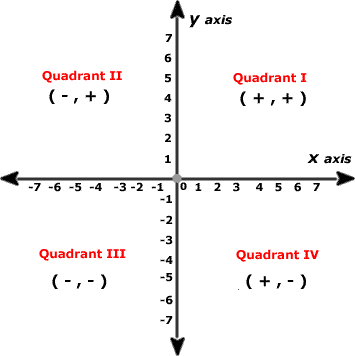 y axis
7
6
5
4
3
2
1
Quadrant II
( - , + )
Quadrant I
( + , + )
x axis
-7 -6 -5 -4 -3 -2 -1 0 1 2 3 4 5 6 7
-1
-2
-3
-4
-5
-6
-7
Quadrant III
( - , - )
Quadrant IV
( + , - )